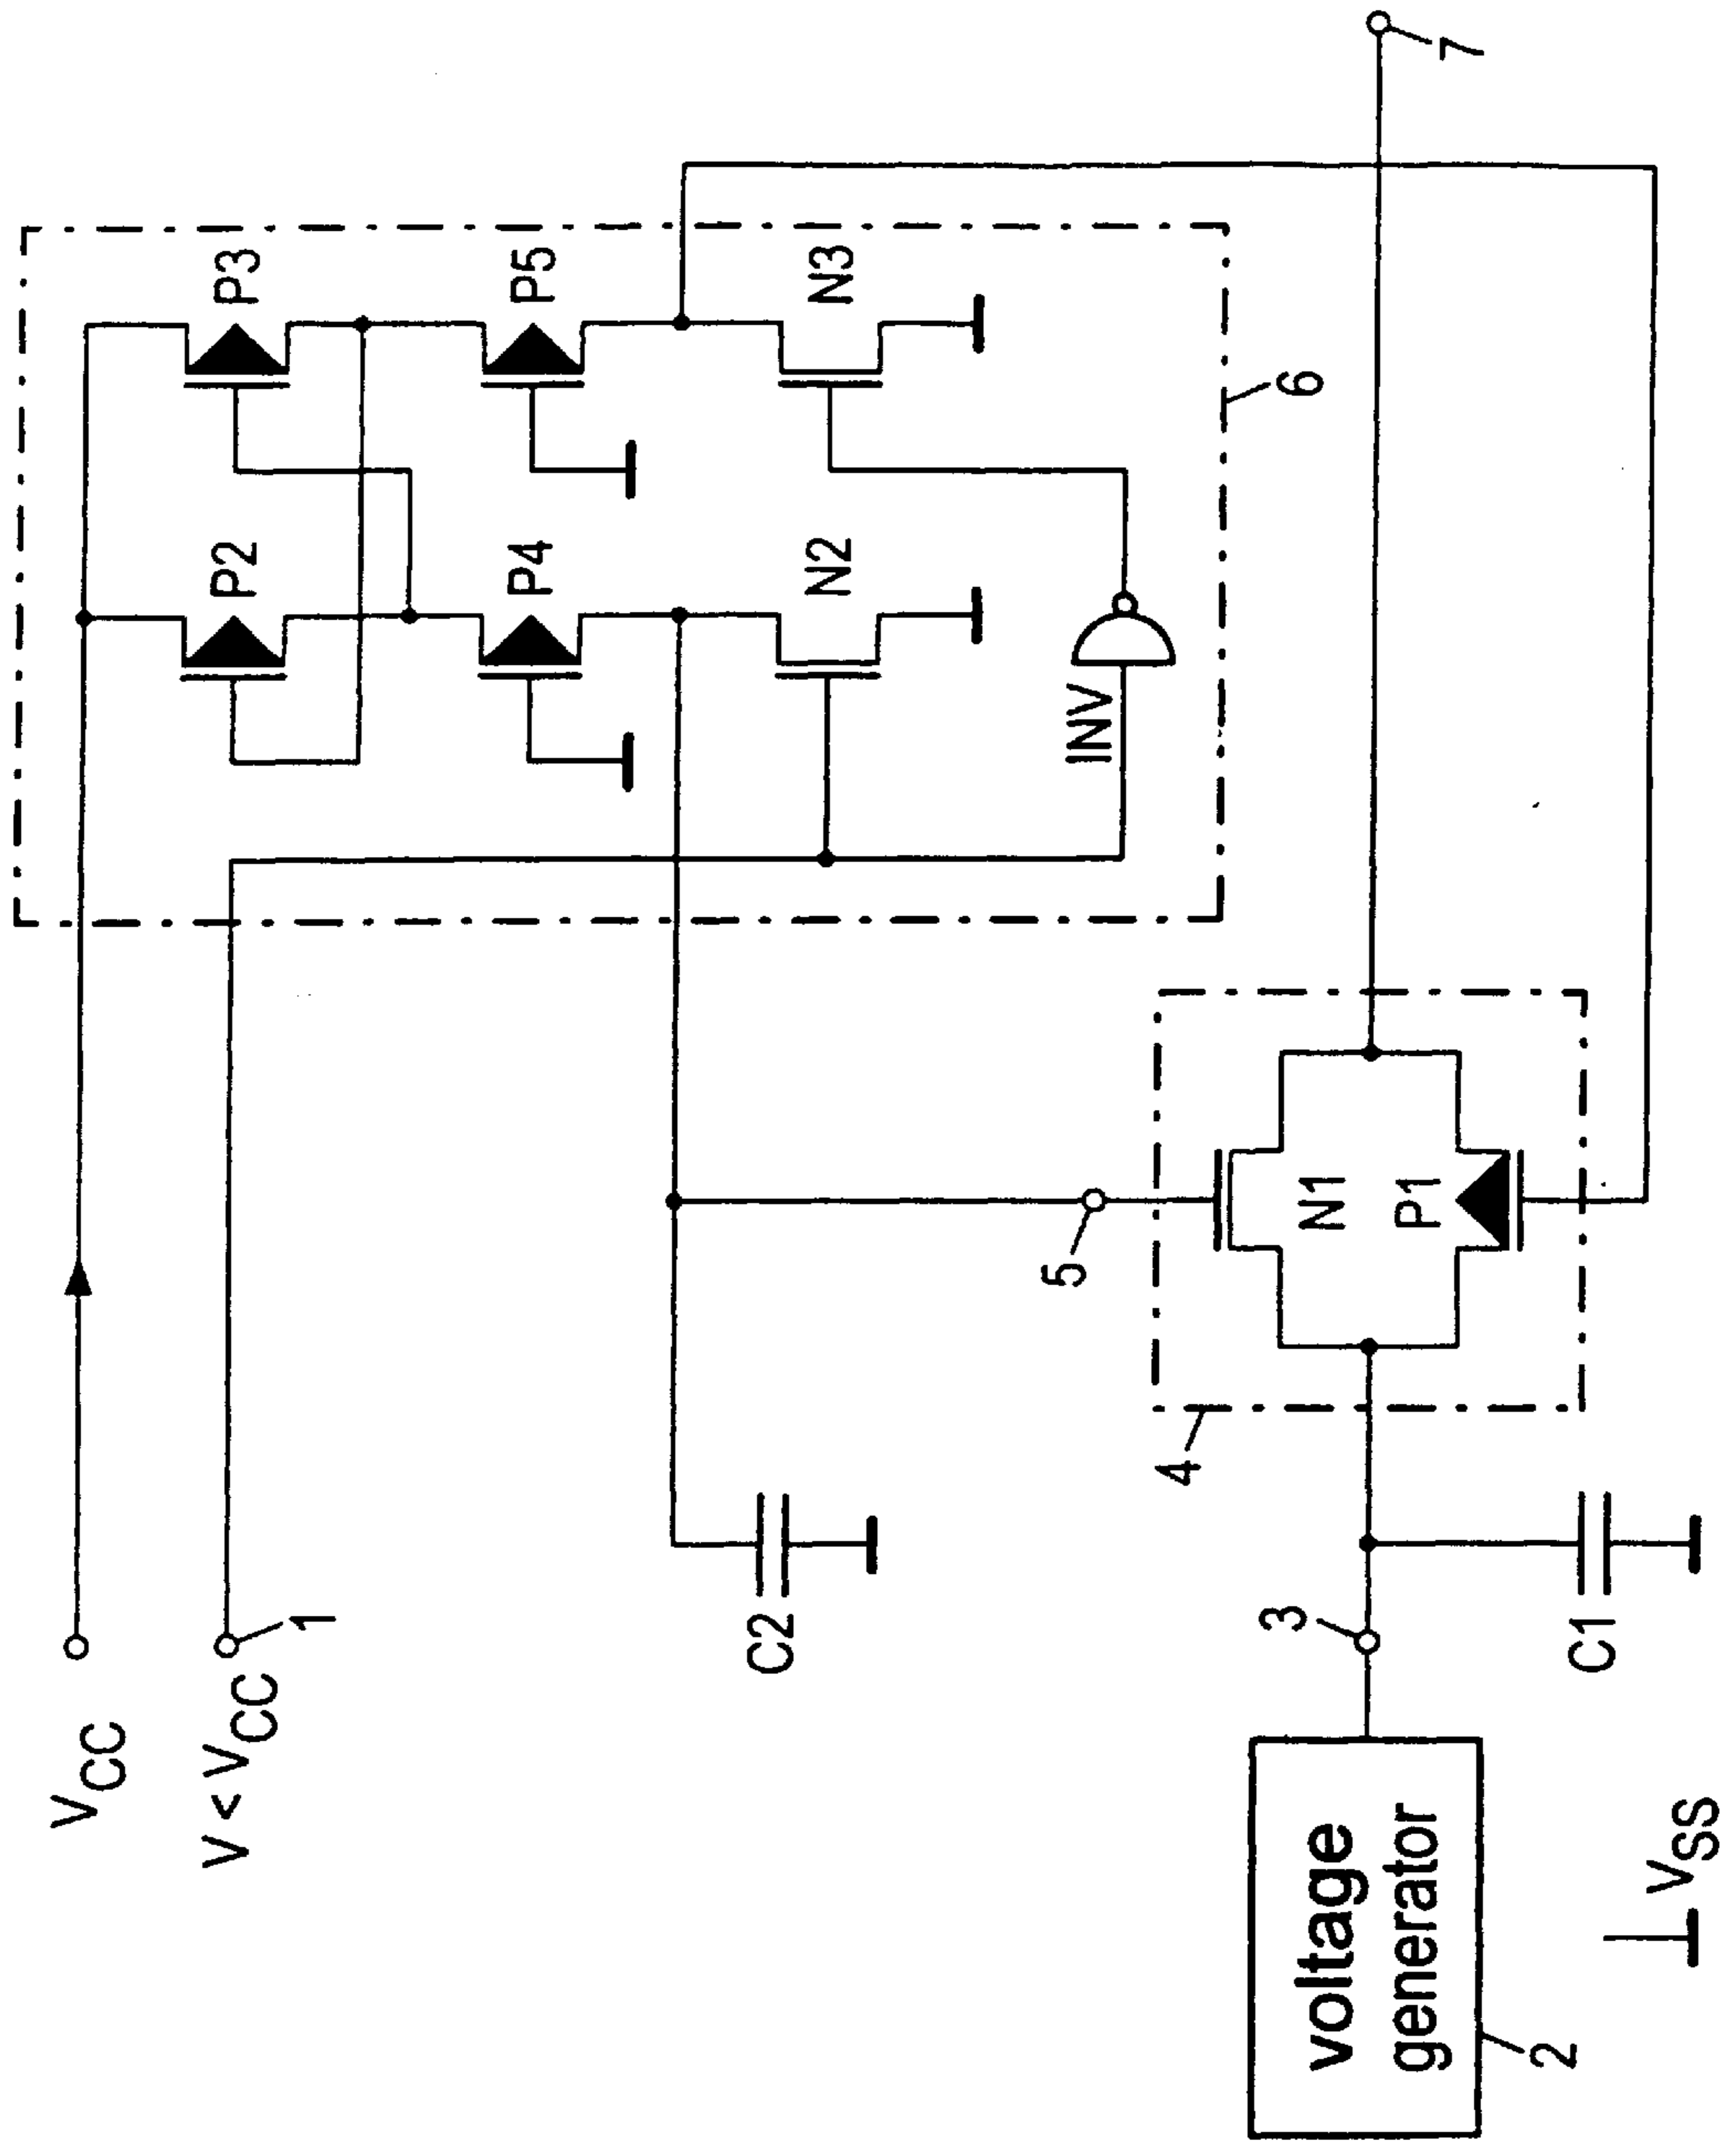 V_CC
V < V_CC
1
P2
P3
P4
P5
N2
N3
INV
6
C2
5
4
N1
P1
7
3
C1
voltage
generator
2
V_SS